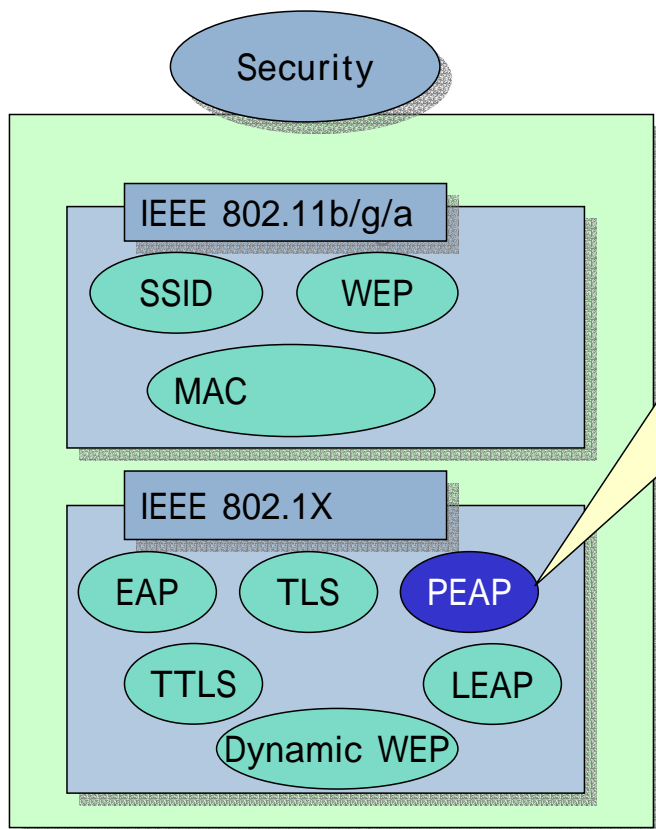 Security
IEEE 802.11b/g/a
SSID
WEP
MAC
IEEE 802.1X
EAP
TLS
PEAP
TTLS
LEAP
Dynamic WEP